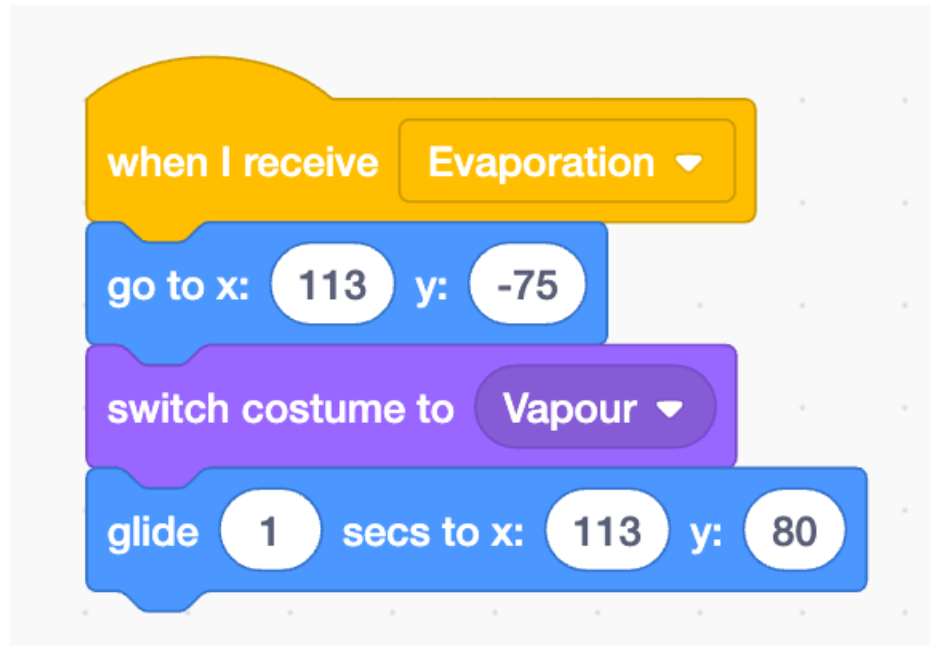 when I receive Evaporation
go to x: 113 y: -75
switch costume to Vapour
glide 1 secs to x: 113 y: 80